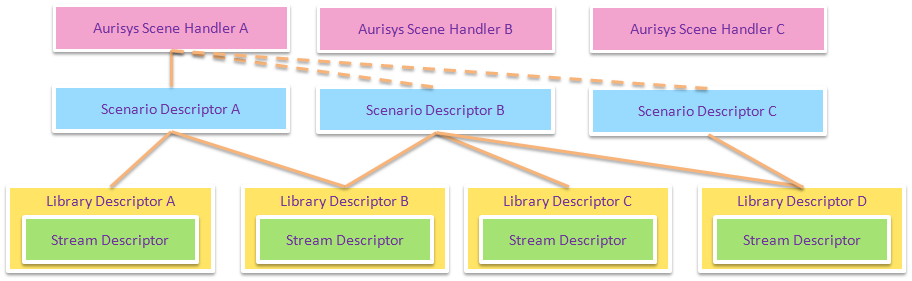 Aurisys Scene Handler A
Aurisys Scene Handler B
Aurisys Scene Handler C
Scenario Descriptor A
Scenario Descriptor B
Scenario Descriptor C
Library Descriptor A
Library Descriptor B
Library Descriptor C
Library Descriptor D
Stream Descriptor
Stream Descriptor
Stream Descriptor
Stream Descriptor